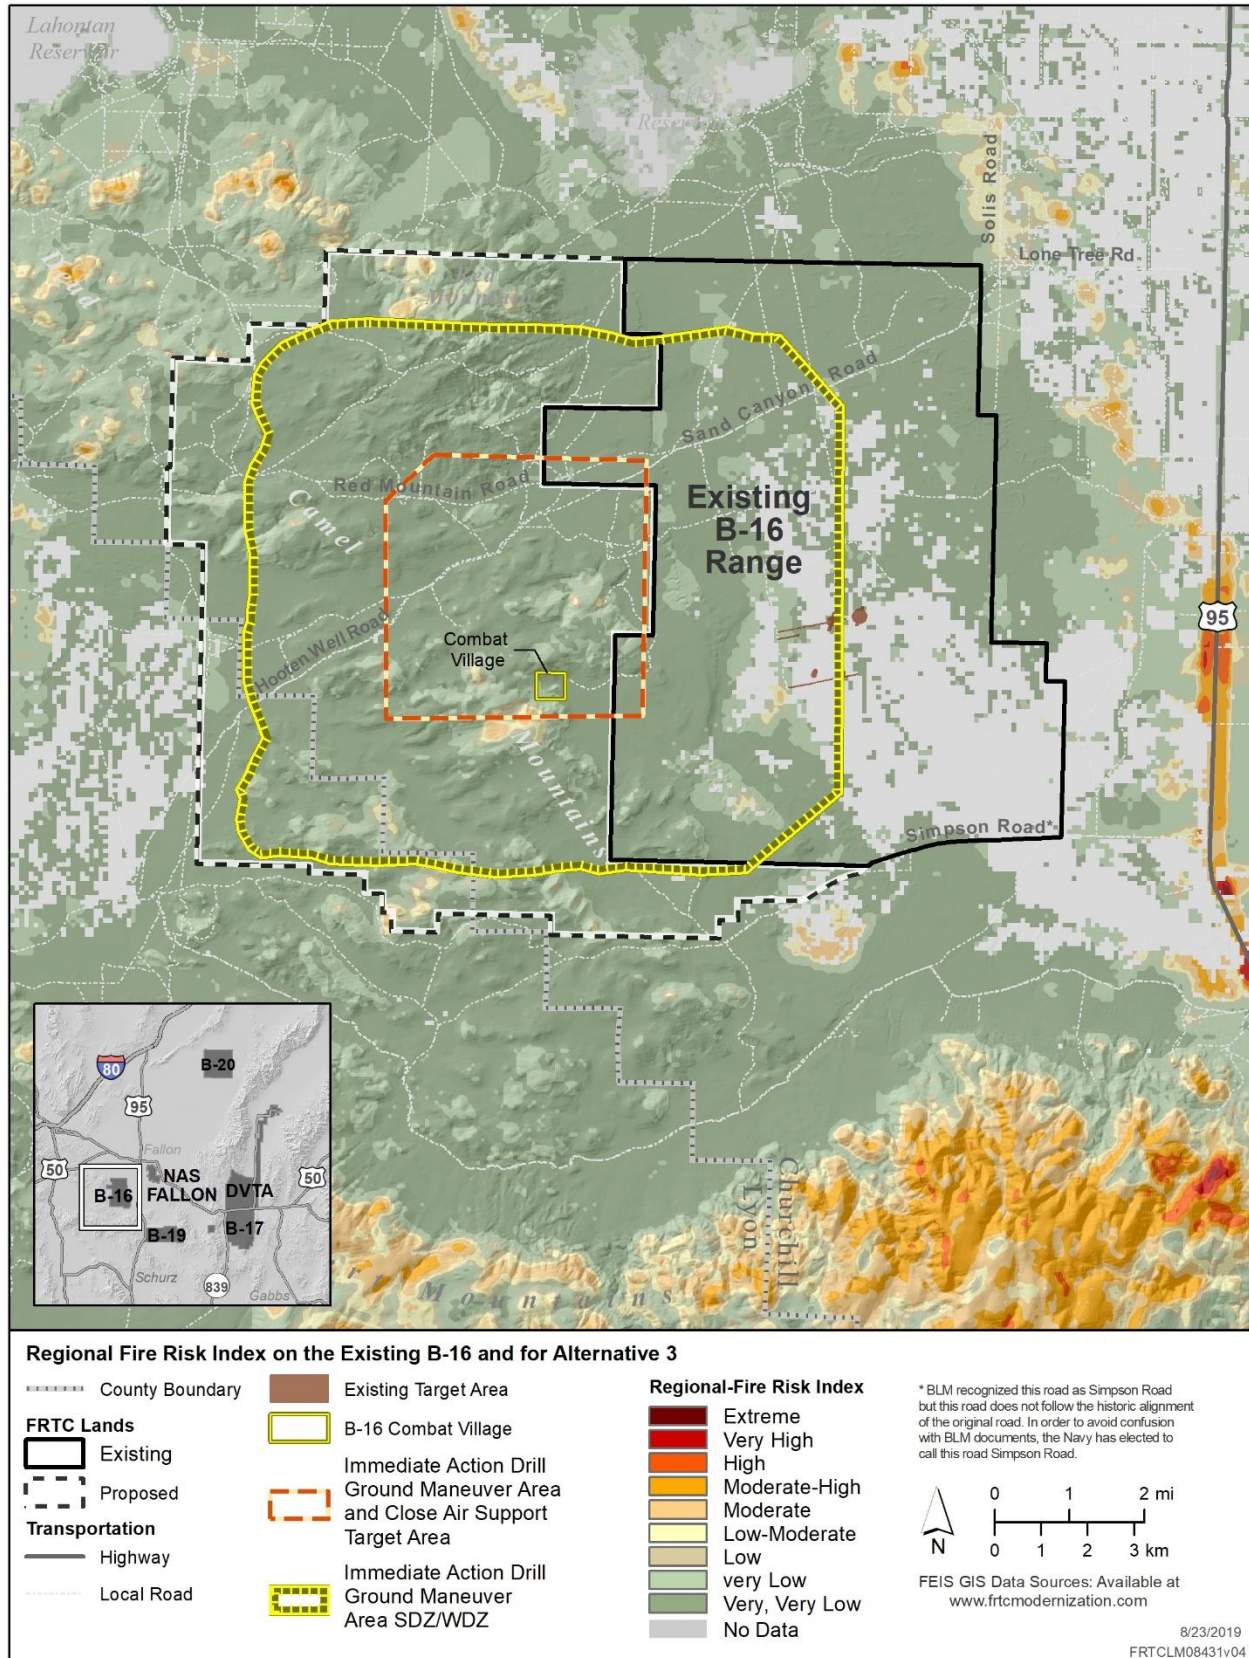 Lahontan
Reservoir
Reservoir
Solis Road
Lone Tree Rd
Dead
Red
Mountain
Sand Canyon Road
Red Mountain Road
Camel
Existing
B-16
Range
95
Combat
Village
Hooten Well Road
Mountains
Simpson Road*
80
B-20
95
Fallon
50
NAS
FALLON
DVTA
50
B-16
B-19
B-17
Schurz
839
Gabbs
Churchill
Lyon
Mountains
Regional Fire Risk Index on the Existing B-16 and for Alternative 3
County Boundary
FRTC Lands
Existing
Proposed
Transportation
Highway
Local Road
Existing Target Area
B-16 Combat Village
Immediate Action Drill
Ground Maneuver Area
and Close Air Support
Target Area
Immediate Action Drill
Ground Maneuver
Area SDZ/WDZ
Regional-Fire Risk Index
Extreme
Very High
High
Moderate-High
Moderate
Low-Moderate
Low
very Low
Very, Very Low
No Data
* BLM recognized this road as Simpson Road
but this road does not follow the historic alignment
of the original road. In order to avoid confusion
with BLM documents, the Navy has elected to
call this road Simpson Road.
N
0 1 2 mi
0 1 2 3 km
FEIS GIS Data Sources: Available at
www.frtcmodernization.com
8/23/2019
FRTCLM08431v04